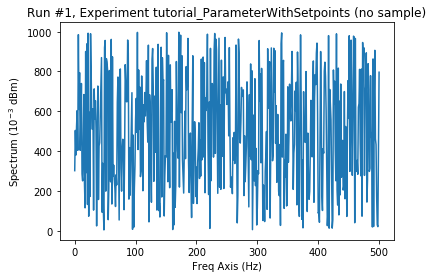 Run #1, Experiment tutorial_ParameterWithSetpoints (no sample)
1000
800
600
400
200
0
Spectrum (10⁻³ dBm)
0 100 200 300 400 500
Freq Axis (Hz)